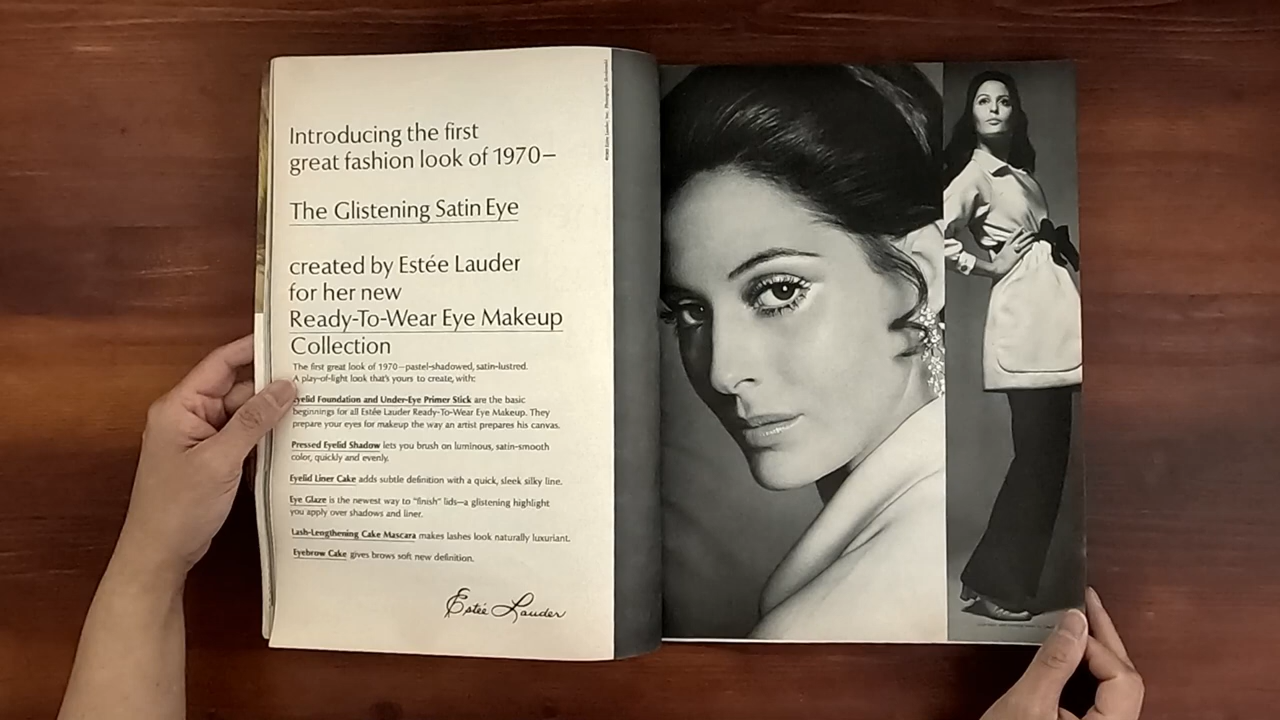 Introducing the first
great fashion look of 1970—
The Glistening Satin Eye
created by Estée Lauder
for her new
Ready-To-Wear Eye Makeup
Collection
The first great look of 1970—pastel-shadowed, satin-lustred.
A play-of-light look that's yours to create, with:
Eyelid Foundation and Under-Eye Primer Stick are the basic
beginnings for all Estée Lauder Ready-To-Wear Eye Makeup. They
prepare your eyes for makeup the way an artist prepares his canvas.
Pressed Eyelid Shadow lets you brush on luminous, satin-smooth
color, quickly and evenly.
Eyelid Liner Cake adds subtle definition with a quick, sleek silky line.
Eye Glaze is the newest way to "finish" lids—a glistening highlight
you apply over shadows and liner.
Lash-Lengthening Cake Mascara makes lashes look naturally luxuriant.
Eyebrow Cake gives brows soft new definition.
Estée Lauder
Estée Lauder, Inc. Photograph: